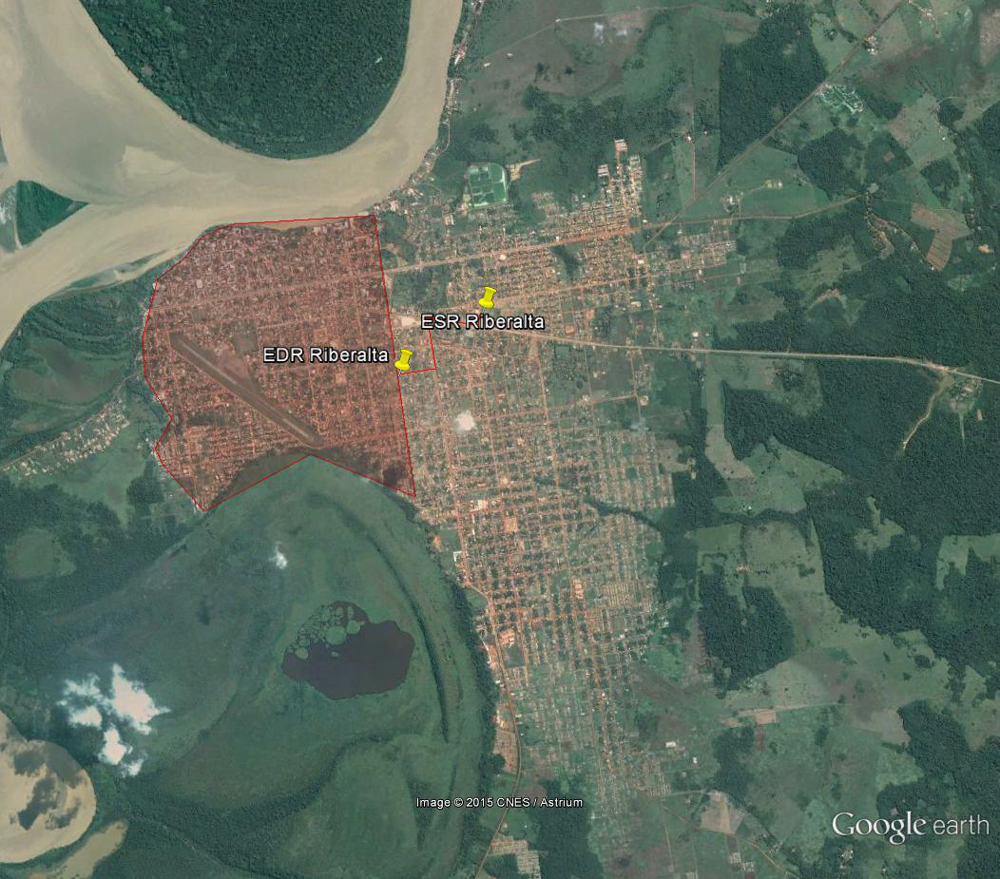 ESR Riberalta
EDR Riberalta
Image © 2015 CNES / Astrium
Google earth